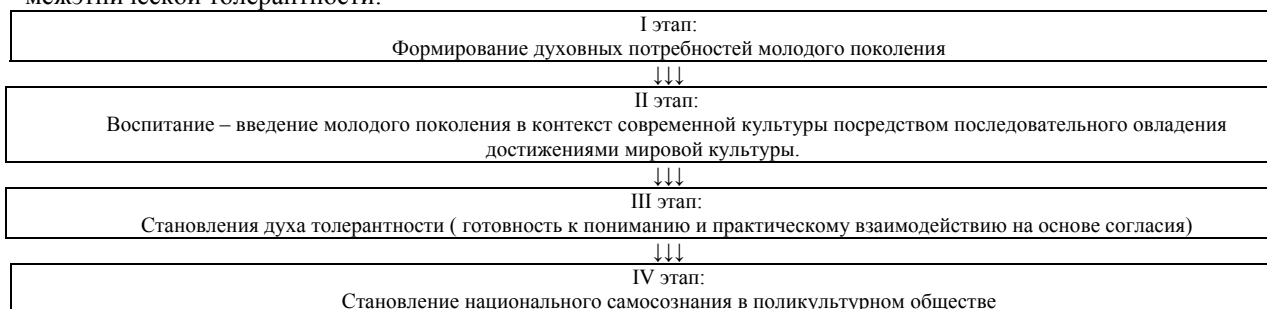 межэтнической толерантности.
I этап:
Формирование духовных потребностей молодого поколения
↓↓↓
II этап:
Воспитание – введение молодого поколения в контекст современной культуры посредством последовательного овладения
достижениями мировой культуры.
↓↓↓
III этап:
Становления духа толерантности ( готовность к пониманию и практическому взаимодействию на основе согласия)
↓↓↓
IV этап:
Становление национального самосознания в поликультурном обществе